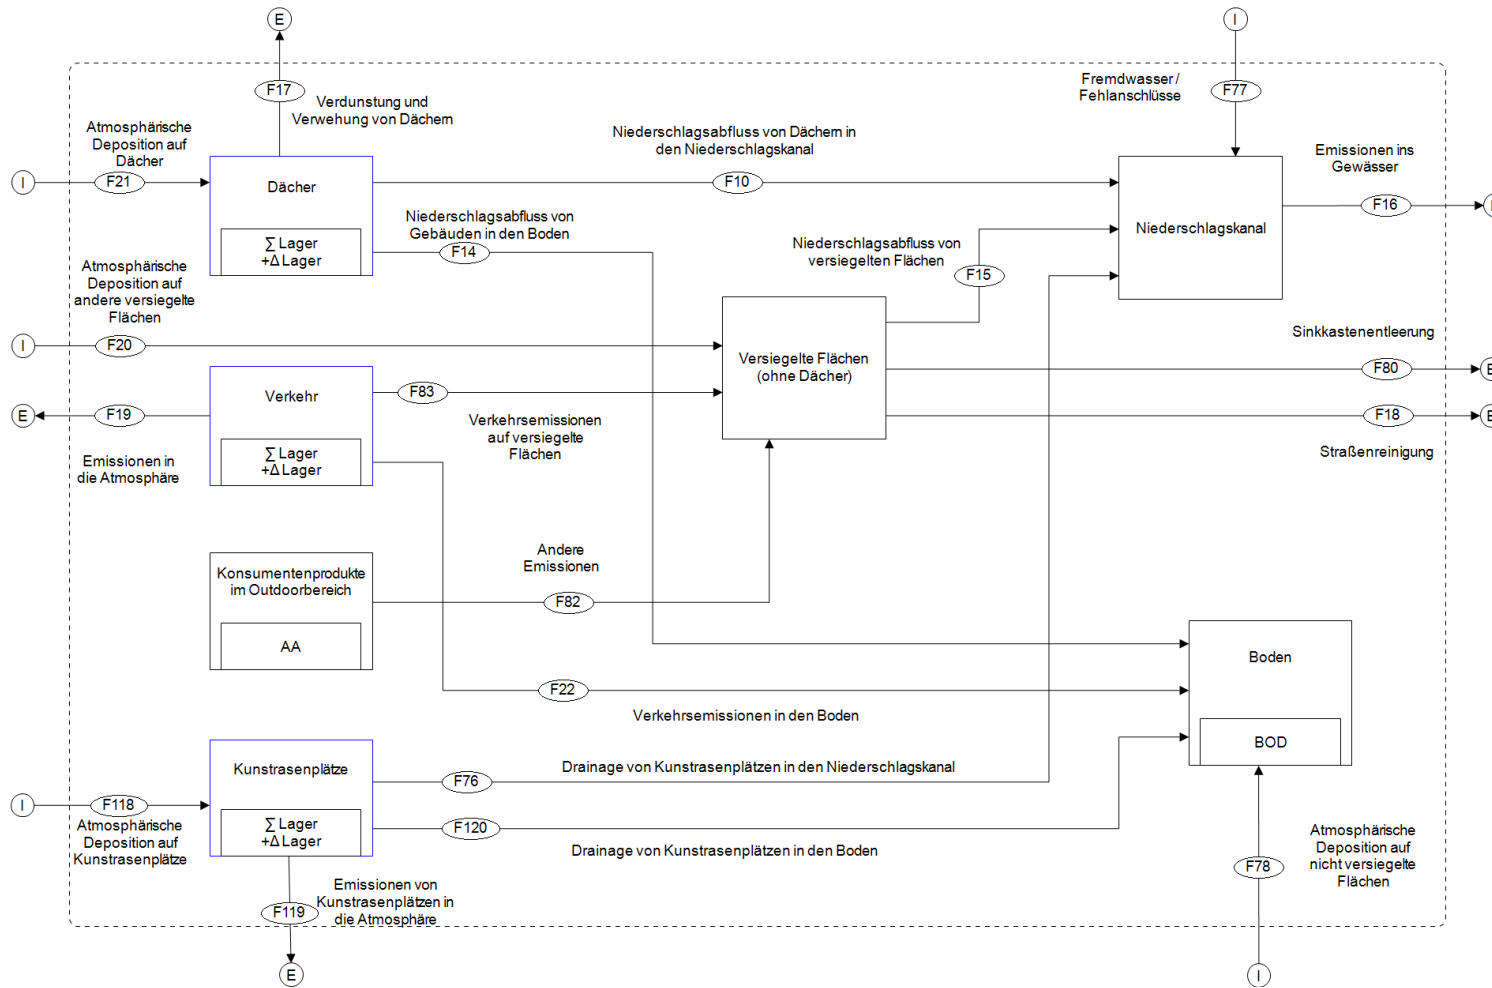 E
I
F17
Fremdwasser /
Fehlanschlüsse
F77
Verdunstung und
Verwehung von Dächern
Atmosphärische
Deposition auf
Dächer
Niederschlagsabfluss von Dächern in
den Niederschlagskanal
Emissionen ins
Gewässer
I
F21
Dächer
F10
F16
Niederschlagsabfluss von
Gebäuden in den Boden
Niederschlagskanal
∑ Lager
+Δ Lager
F14
Niederschlagsabfluss von
versiegelten Flächen
F15
Atmosphärische
Deposition auf
andere versiegelte
Flächen
Sinkkastenentleerung
I
F20
Versiegelte Flächen
(ohne Dächer)
F80
Verkehr
F83
E
F19
F18
Verkehrsemissionen
auf versiegelte
Flächen
Straßenreinigung
∑ Lager
+Δ Lager
Emissionen in
die Atmosphäre
Andere
Emissionen
Konsumentenprodukte
im Outdoorbereich
F82
AA
Boden
F22
Verkehrsemissionen in den Boden
BOD
Kunstrasenplätze
Drainage von Kunstrasenplätzen in den Niederschlagskanal
F76
I
F118
Atmosphärische
Deposition auf
Kunstrasenplätze
∑ Lager
+Δ Lager
F120
Drainage von Kunstrasenplätzen in den Boden
Atmosphärische
Deposition auf
nicht versiegelte
Flächen
F78
Emissionen von
Kunstrasenplätzen in
die Atmosphäre
F119
E
I